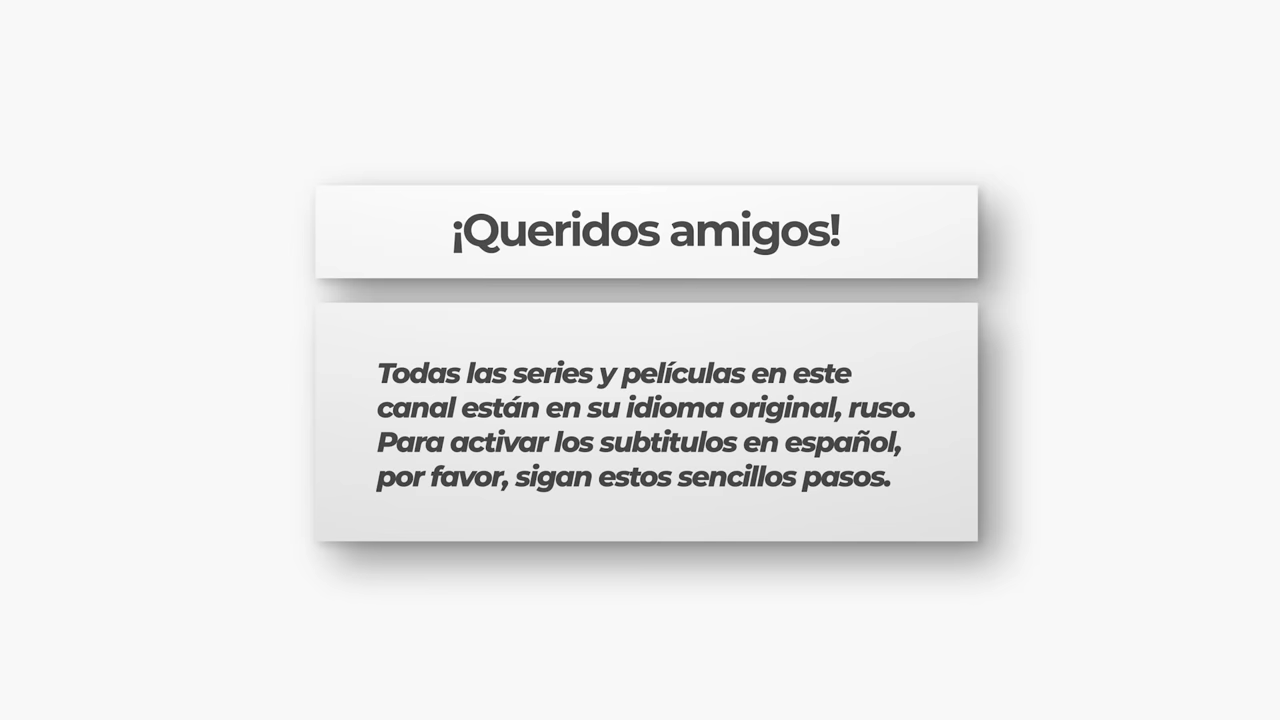 ¡Queridos amigos!
Todas las series y películas en este
canal están en su idioma original, ruso.
Para activar los subtitulos en español,
por favor, sigan estos sencillos pasos.